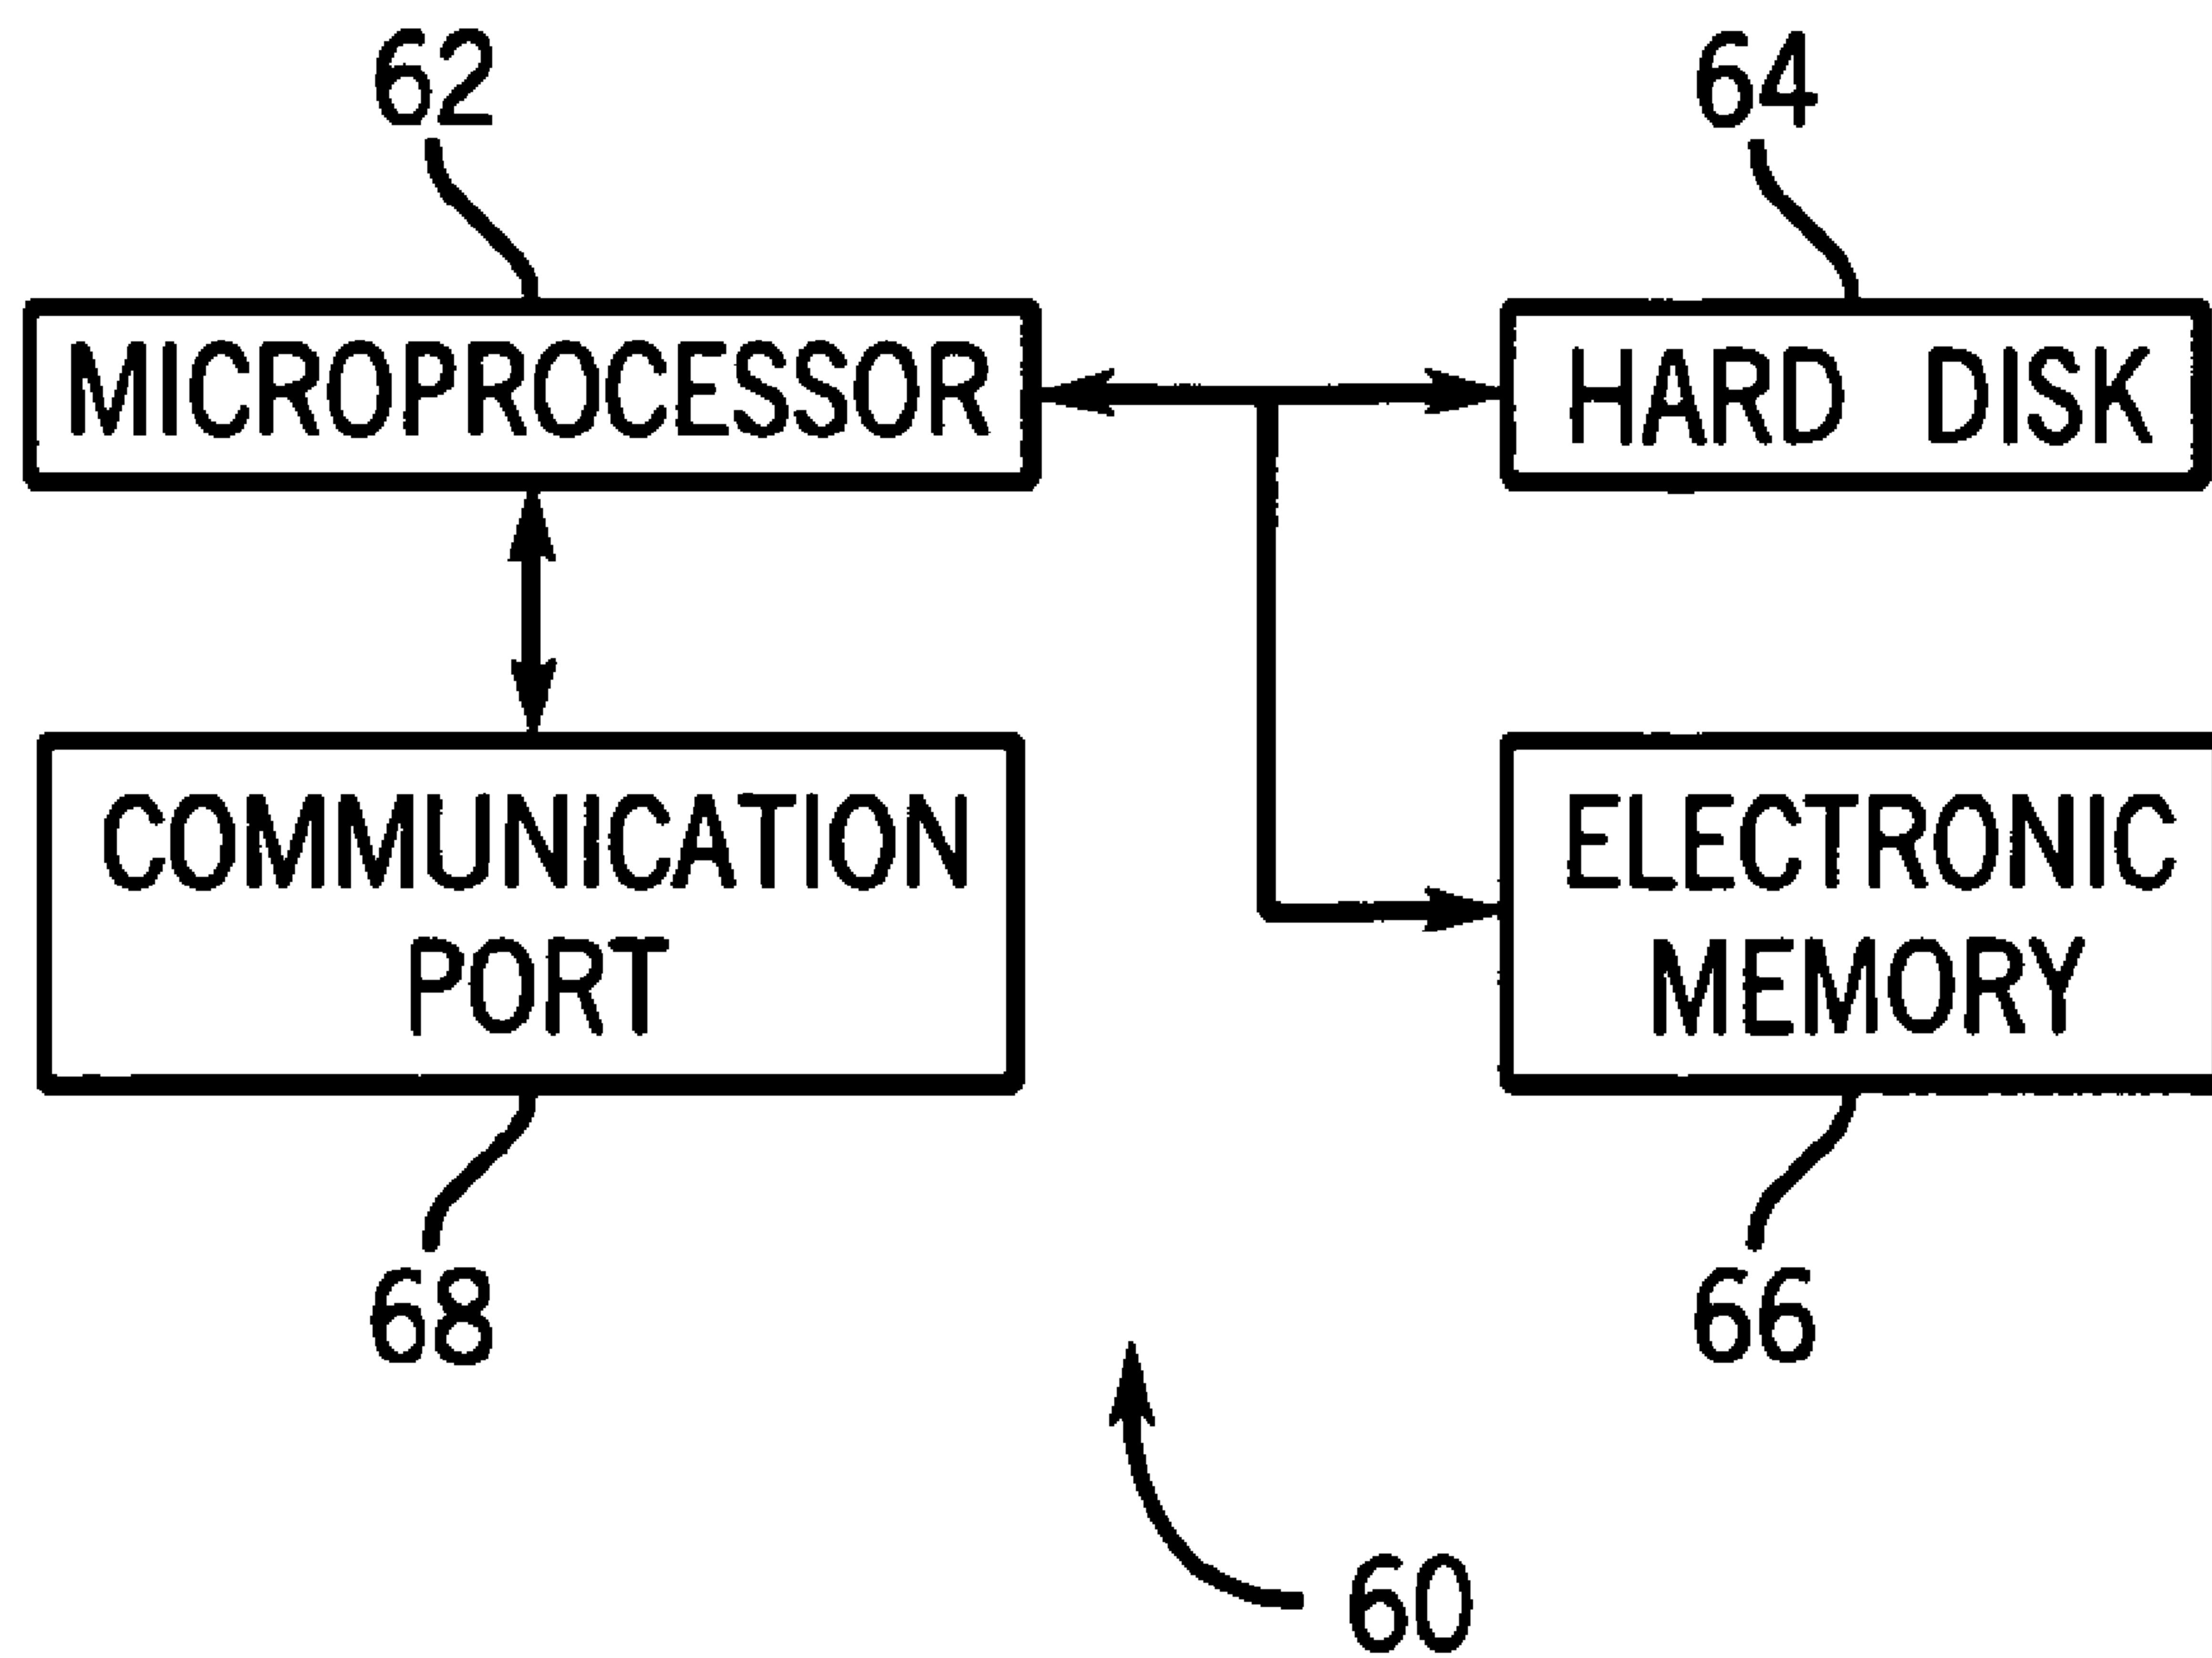 62
64
MICROPROCESSOR
HARD DISK
COMMUNICATION
PORT
ELECTRONIC
MEMORY
68
66
60